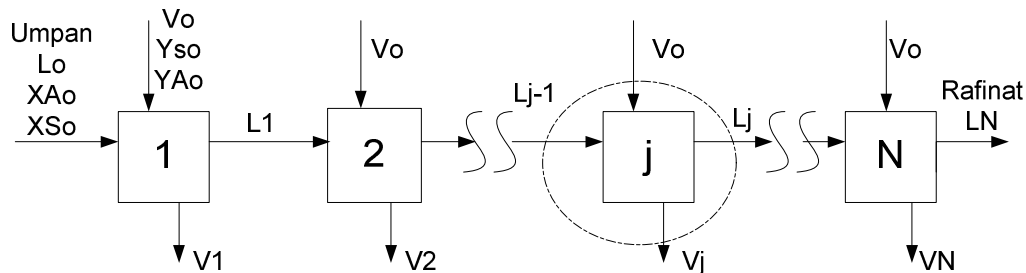 Umpan
Lo
XAo
XSo
Vo
Yso
YAo
1
V1
L1
Vo
2
V2
Lj-1
Vo
j
Vj
Lj
Vo
N
VN
Rafinat
LN